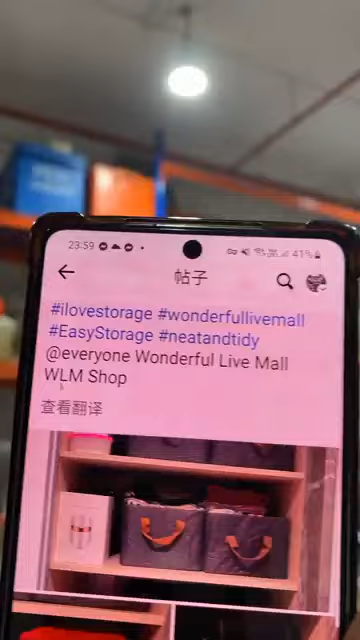 23:59
41%
帖子
#ilovestorage #wonderfullivemall
#EasyStorage #neatandtidy
@everyone Wonderful Live Mall
WLM Shop
查看翻译